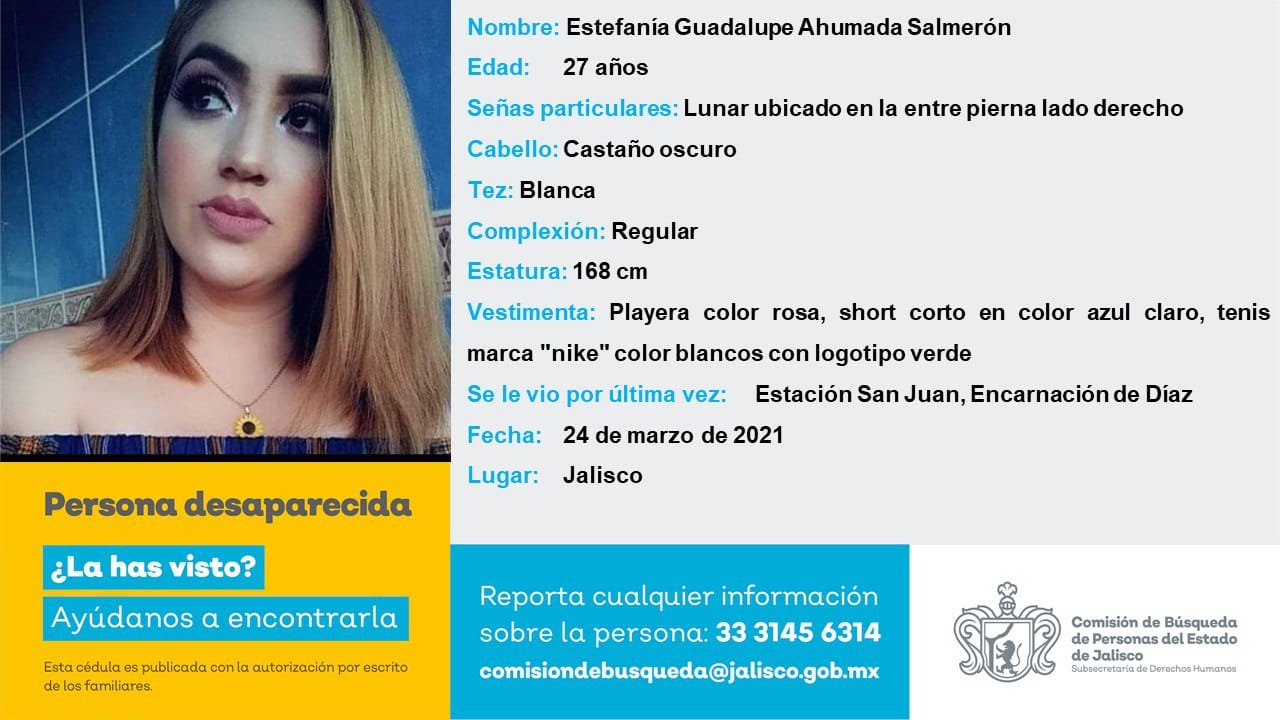 Nombre: Estefanía Guadalupe Ahumada Salmerón
Edad: 27 años
Señas particulares: Lunar ubicado en la entre pierna lado derecho
Cabello: Castaño oscuro
Tez: Blanca
Complexión: Regular
Estatura: 168 cm
Vestimenta: Playera color rosa, short corto en color azul claro, tenis
marca "nike" color blancos con logotipo verde
Se le vio por última vez: Estación San Juan, Encarnación de Díaz
Fecha: 24 de marzo de 2021
Lugar: Jalisco
Persona desaparecida
¿La has visto?
Ayúdanos a encontrarla
Esta cédula es publicada con la autorización por escrito
de los familiares.
Reporta cualquier información
sobre la persona: 33 3145 6314
comisiondebusqueda@jalisco.gob.mx
Comisión de Búsqueda
de Personas del Estado
de Jalisco
Subsecretaría de Derechos Humanos